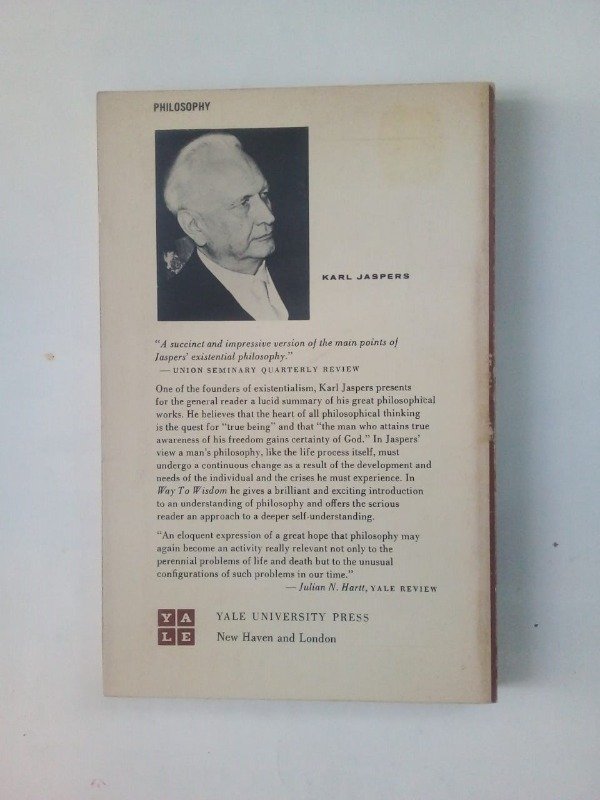 PHILOSOPHY
KARL JASPERS
"A succinct and impressive version of the main points of
Jaspers' existential philosophy."
— UNION SEMINARY QUARTERLY REVIEW
One of the founders of existentialism, Karl Jaspers presents
for the general reader a lucid summary of his great philosophical
works. He believes that the heart of all philosophical thinking
is the quest for "true being" and that "the man who attains true
awareness of his freedom gains certainty of God." In Jaspers'
view a man's philosophy, like the life process itself, must
undergo a continuous change as a result of the development and
needs of the individual and the crises he must experience. In
Way To Wisdom he gives a brilliant and exciting introduction
to an understanding of philosophy and offers the serious
reader an approach to a deeper self-understanding.
"An eloquent expression of a great hope that philosophy may
again become an activity really relevant not only to the
perennial problems of life and death but to the unusual
configurations of such problems in our time."
— Julian N. Hartt, YALE REVIEW
YA
LE
YALE UNIVERSITY PRESS
New Haven and London